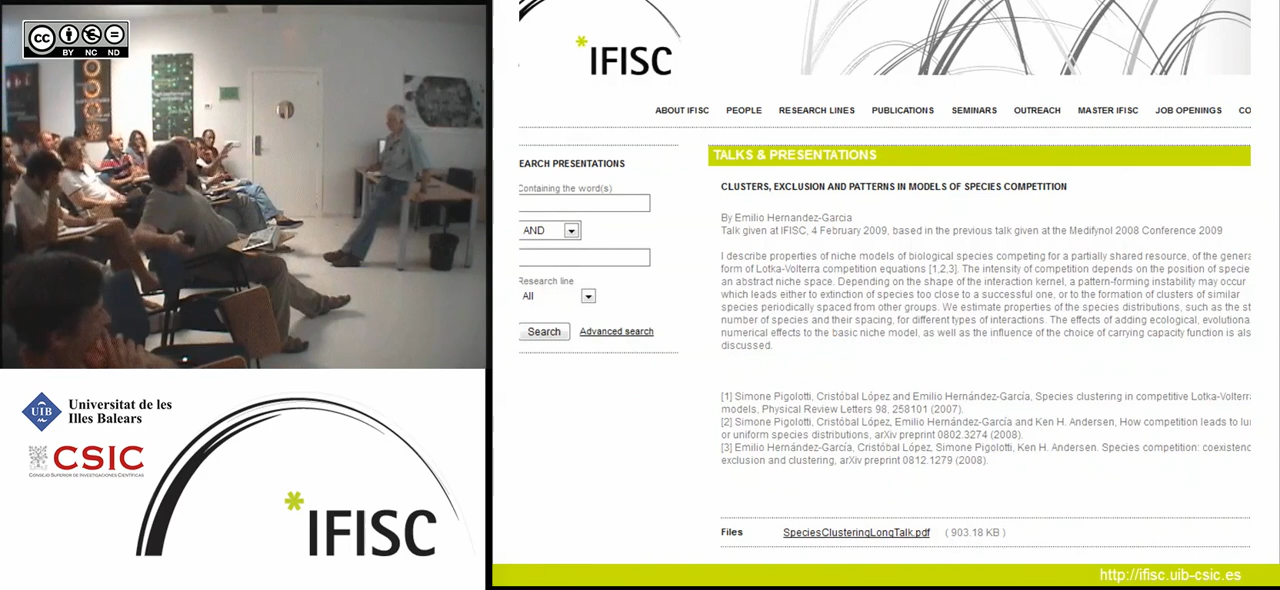 cc
BY NC ND
UIB
Universitat de les
Illes Balears
CSIC
CONSEJO SUPERIOR DE INVESTIGACIONES CIENTÍFICAS
*IFISC
*IFISC
ABOUT IFISC PEOPLE RESEARCH LINES PUBLICATIONS SEMINARS OUTREACH MASTER IFISC JOB OPENINGS CO
EARCH PRESENTATIONS
Containing the word(s)
AND
Research line
All
Search Advanced search
TALKS & PRESENTATIONS
CLUSTERS, EXCLUSION AND PATTERNS IN MODELS OF SPECIES COMPETITION
By Emilio Hernandez-Garcia
Talk given at IFISC, 4 February 2009, based in the previous talk given at the Medifynol 2008 Conference 2009
I describe properties of niche models of biological species competing for a partially shared resource, of the genera
form of Lotka-Volterra competition equations [1,2,3]. The intensity of competition depends on the position of specie
an abstract niche space. Depending on the shape of the interaction kernel, a pattern-forming instability may occur
which leads either to extinction of species too close to a successful one, or to the formation of clusters of similar
species periodically spaced from other groups. We estimate properties of the species distributions, such as the st
number of species and their spacing, for different types of interactions. The effects of adding ecological, evolutiona
numerical effects to the basic niche model, as well as the influence of the choice of carrying capacity function is als
discussed.
[1] Simone Pigolotti, Cristóbal López and Emilio Hernández-García, Species clustering in competitive Lotka-Volterra
models, Physical Review Letters 98, 258101 (2007).
[2] Simone Pigolotti, Cristóbal López, Emilio Hernández-García and Ken H. Andersen, How competition leads to lu
or uniform species distributions, arXiv preprint 0802.3274 (2008).
[3] Emilio Hernández-García, Cristóbal López, Simone Pigolotti, Ken H. Andersen. Species competition: coexistenc
exclusion and clustering, arXiv preprint 0812.1279 (2008).
Files SpeciesClusteringLongTalk.pdf ( 903.18 KB )
http://ifisc.uib-csic.es